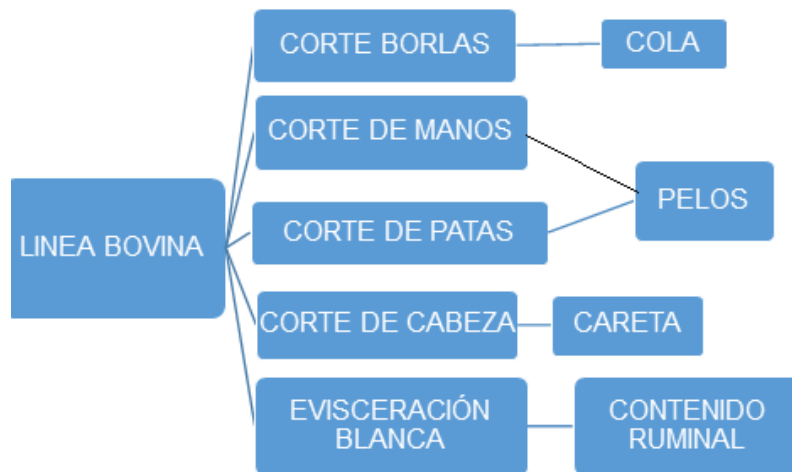 CORTE BORLAS
COLA
CORTE DE MANOS
PELOS
LINEA BOVINA
CORTE DE PATAS
CORTE DE CABEZA
CARETA
EVISCERACIÓN
BLANCA
CONTENIDO
RUMINAL